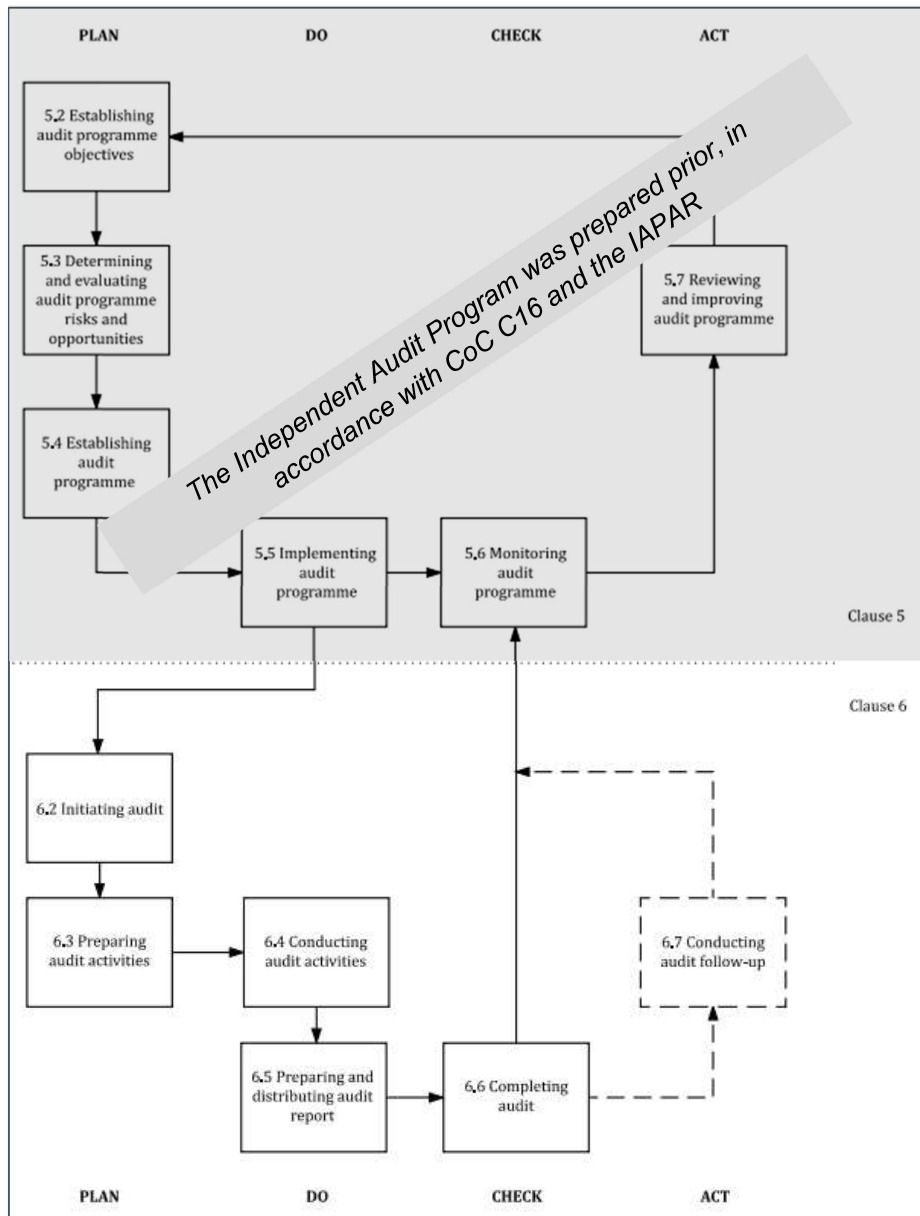 PLAN DO CHECK ACT
5.2 Establishing
audit programme
objectives
5.3 Determining
and evaluating
audit programme
risks and
opportunities
5.7 Reviewing
and improving
audit programme
The Independent Audit Program was prepared prior, in
accordance with CoC C16 and the IAPAR
5.4 Establishing
audit
programme
5.5 Implementing
audit
programme
5.6 Monitoring
audit
programme
Clause 5
Clause 6
6.2 Initiating audit
6.3 Preparing
audit activities
6.4 Conducting
audit activities
6.7 Conducting
audit follow-up
6.5 Preparing and
distributing audit
report
6.6 Completing
audit
PLAN DO CHECK ACT